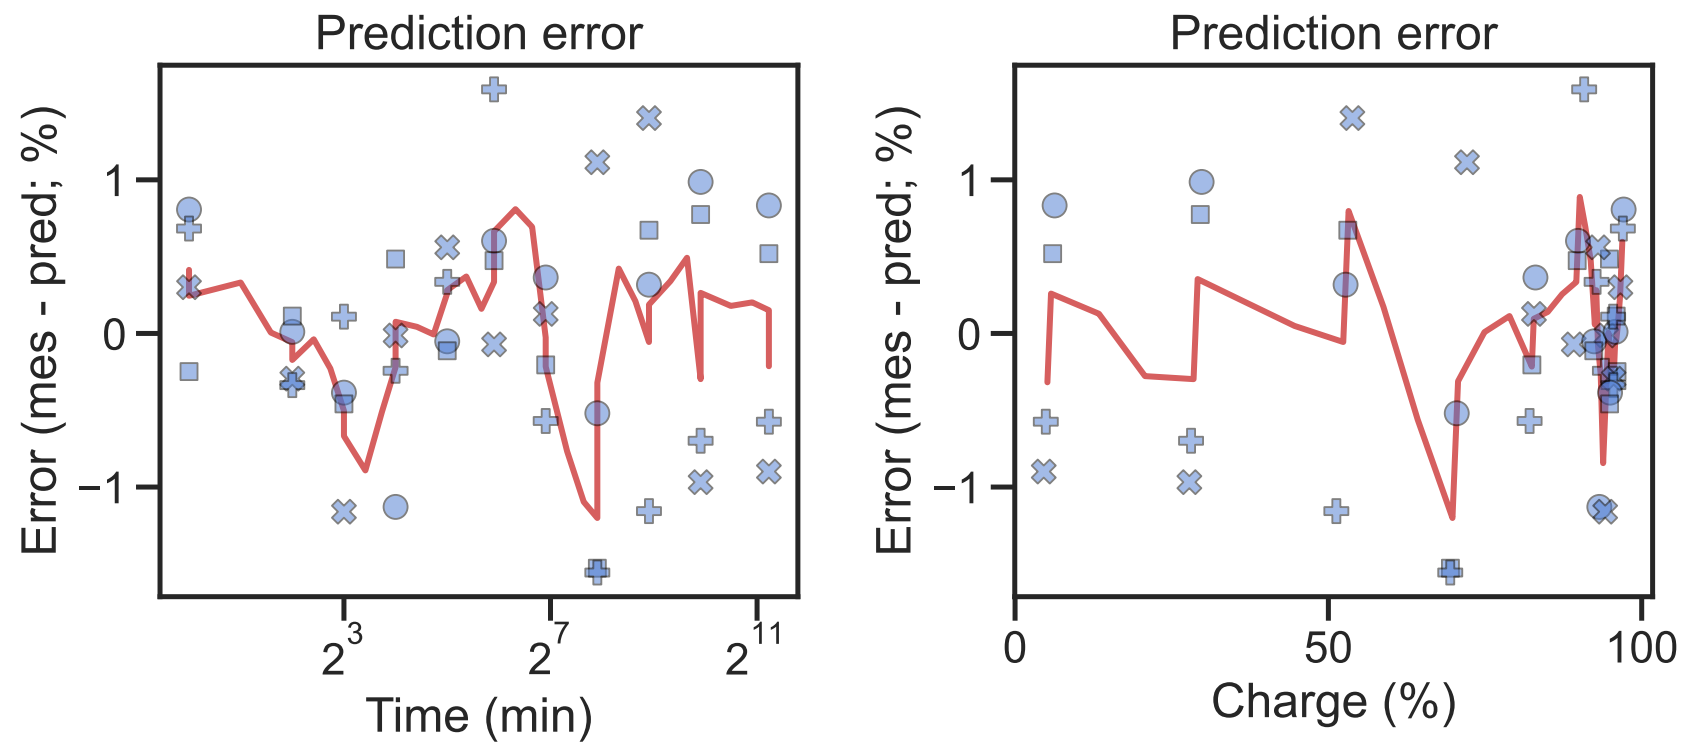 Prediction error
Error (mes - pred; %)
1
0
−1
2^3
2^7
2^11
Time (min)
Prediction error
Error (mes - pred; %)
1
0
−1
0
50
100
Charge (%)